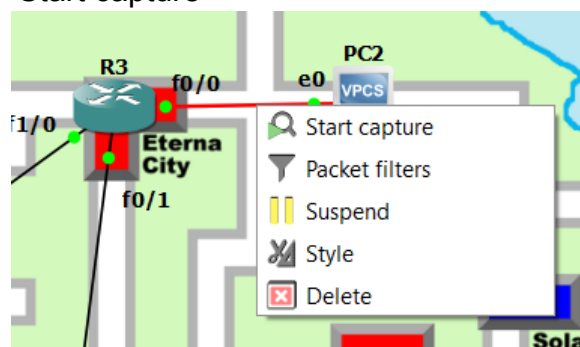 Start capture
PC2
R3
f0/0
e0
VPCS
f1/0
Eterna
City
f0/1
Start capture
Packet filters
Suspend
Style
Delete
Sola